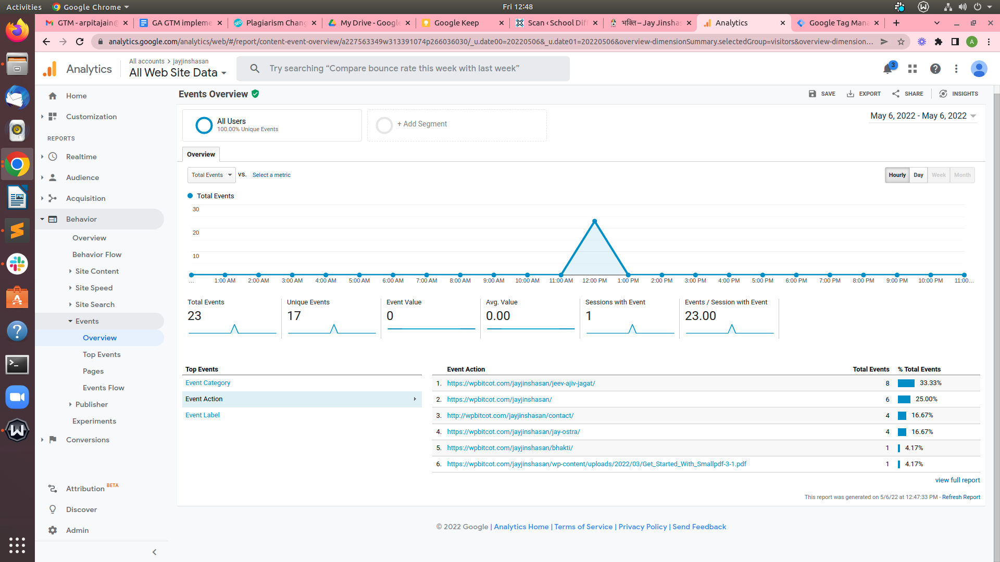 Activities
Google Chrome
Fri 12:48
GTM - arpitajain@
GA GTM impleme
Plagiarism Chang
My Drive - Google
Google Keep
Scan ‹ School Diff
भक्ति – Jay Jinshas
Analytics
Google Tag Mana
analytics.google.com/analytics/web/#/report/content-event-overview/a227563349w313391074p266036030/_u.date00=20220506&_u.date01=20220506&overview-dimensionSummary.selectedGroup=visitors&overview-dimension...
A
Analytics
All accounts > jayjinshasan
All Web Site Data
Try searching “Compare bounce rate this week with last week”
3
Home
Customization
REPORTS
Realtime
Audience
Acquisition
Behavior
Overview
Behavior Flow
Site Content
Site Speed
Site Search
Events
Overview
Top Events
Pages
Events Flow
Publisher
Experiments
Conversions
Attribution BETA
Discover
Admin
Events Overview
SAVE
EXPORT
SHARE
INSIGHTS
All Users
100.00% Unique Events
+ Add Segment
May 6, 2022 - May 6, 2022
Overview
Total Events
VS.
Select a metric
Hourly
Day
Week
Month
Total Events
30
20
10
...
1:00 AM
2:00 AM
3:00 AM
4:00 AM
5:00 AM
6:00 AM
7:00 AM
8:00 AM
9:00 AM
10:00 AM
11:00 AM
12:00 PM
1:00 PM
2:00 PM
3:00 PM
4:00 PM
5:00 PM
6:00 PM
7:00 PM
8:00 PM
9:00 PM
10:00 PM
11:00...
Total Events
23
Unique Events
17
Event Value
0
Avg. Value
0.00
Sessions with Event
1
Events / Session with Event
23.00
Top Events
Event Category
Event Action
Event Label
Event Action Total Events % Total Events
1. https://wpbitcot.com/jayjinshasan/jeev-ajiv-jagat/ 8 33.33%
2. https://wpbitcot.com/jayjinshasan/ 6 25.00%
3. http://wpbitcot.com/jayjinshasan/contact/ 4 16.67%
4. https://wpbitcot.com/jayjinshasan/jay-ostra/ 4 16.67%
5. https://wpbitcot.com/jayjinshasan/bhakti/ 1 4.17%
6. https://wpbitcot.com/jayjinshasan/wp-content/uploads/2022/03/Get_Started_With_Smallpdf-3-1.pdf 1 4.17%
view full report
This report was generated on 5/6/22 at 12:47:33 PM - Refresh Report
© 2022 Google | Analytics Home | Terms of Service | Privacy Policy | Send Feedback